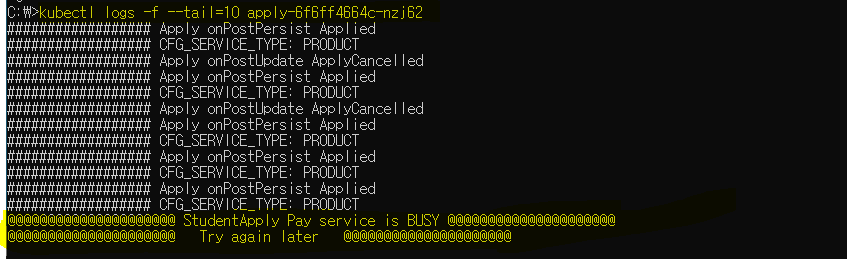 C:\>kubectl logs -f --tail=10 apply-6f6ff4664c-nzj62
################## Apply onPostPersist Applied
################## CFG_SERVICE_TYPE: PRODUCT
################## Apply onPostUpdate ApplyCancelled
################## Apply onPostPersist Applied
################## CFG_SERVICE_TYPE: PRODUCT
################## Apply onPostUpdate ApplyCancelled
################## Apply onPostPersist Applied
################## CFG_SERVICE_TYPE: PRODUCT
################## Apply onPostPersist Applied
################## CFG_SERVICE_TYPE: PRODUCT
################## Apply onPostPersist Applied
################## CFG_SERVICE_TYPE: PRODUCT
@@@@@@@@@@@@@@@@@@@@@ StudentApply Pay service is BUSY @@@@@@@@@@@@@@@@@@@@@
@@@@@@@@@@@@@@@@@@@@@   Try again later   @@@@@@@@@@@@@@@@@@@@@